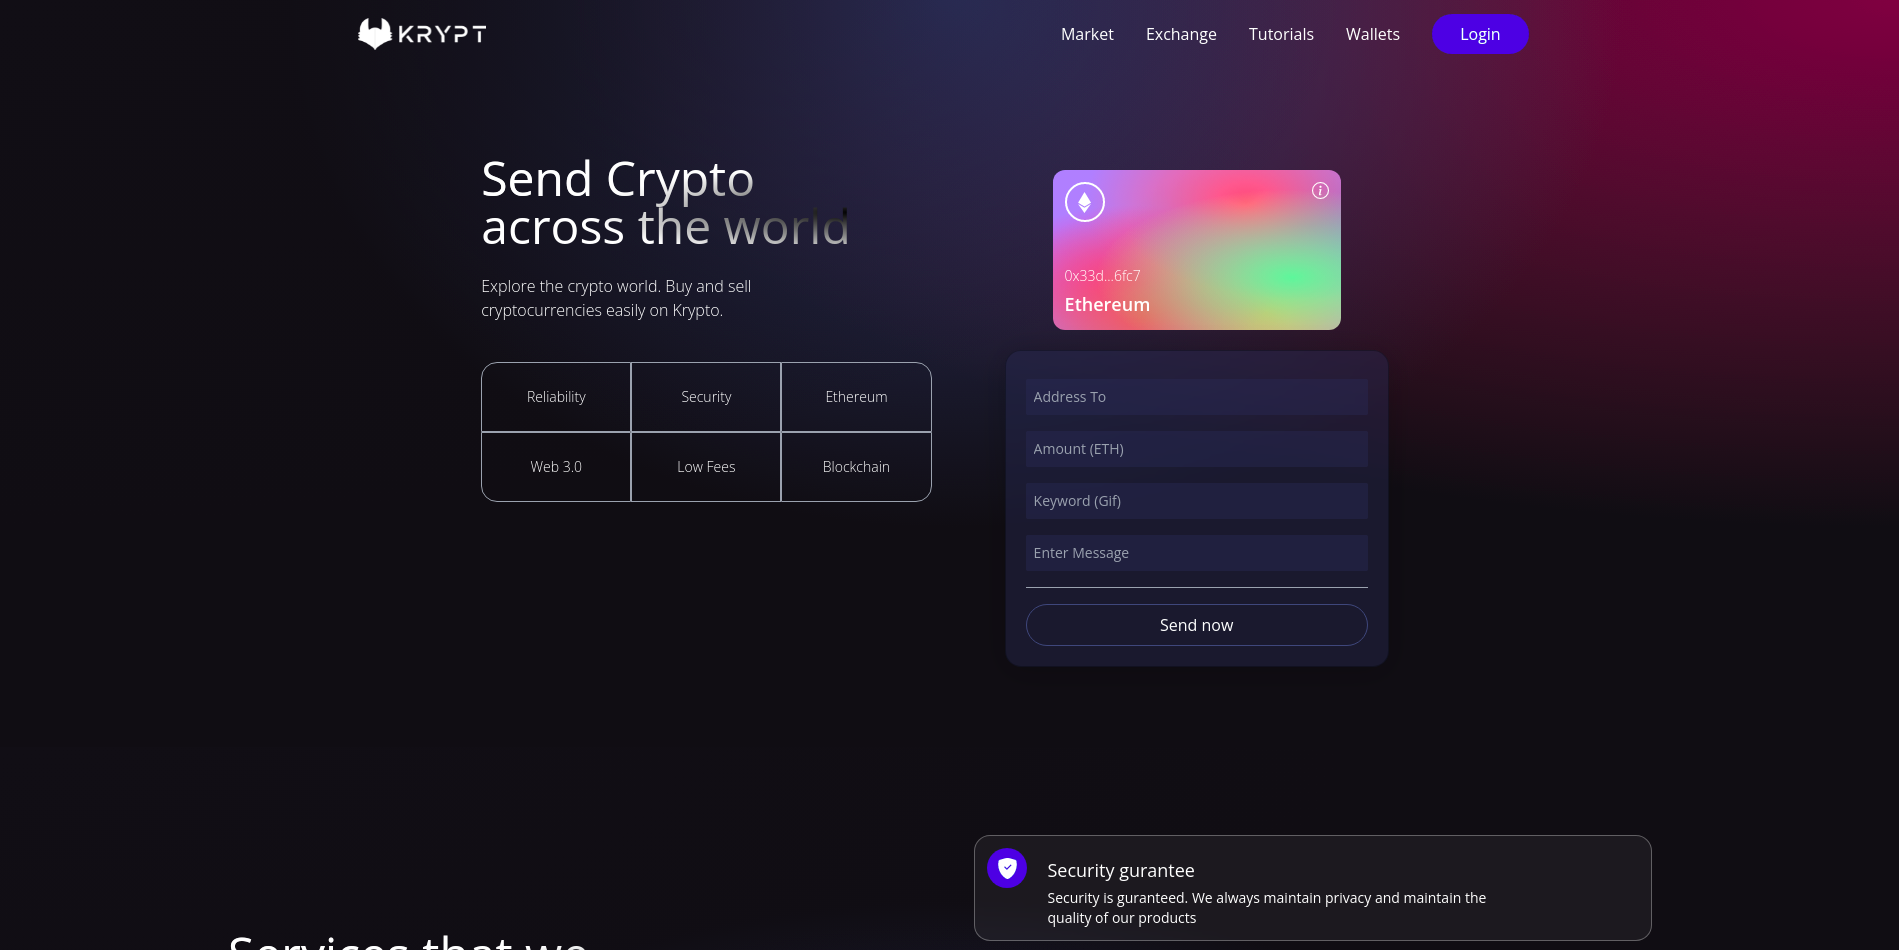 KRYPT
Market
Exchange
Tutorials
Wallets
Login
Send Crypto
across the world
Explore the crypto world. Buy and sell
cryptocurrencies easily on Krypto.
Reliability
Security
Ethereum
Web 3.0
Low Fees
Blockchain
0x33d...6fc7
Ethereum
Address To
Amount (ETH)
Keyword (Gif)
Enter Message
Send now
Security gurantee
Security is guranteed. We always maintain privacy and maintain the
quality of our products
Services that we